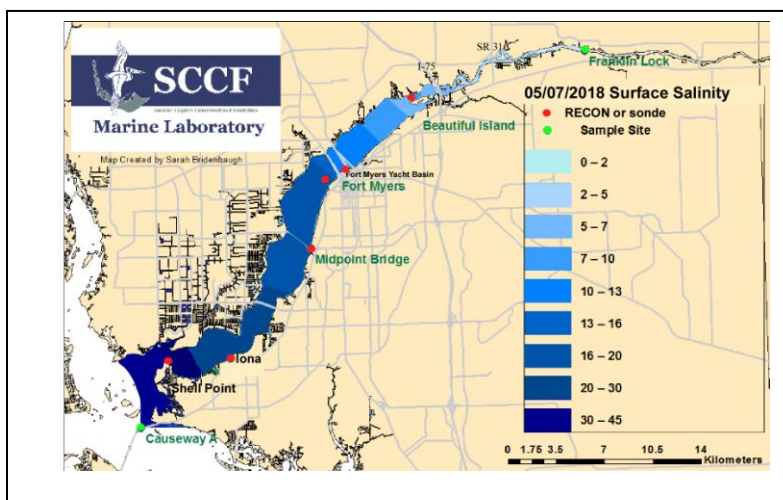 SCCF
Marine Laboratory
Map Created by Sarah Bridenbaugh
I-75
SR 31
Franklin Lock
05/07/2018 Surface Salinity
RECON or sonde
Sample Site
Beautiful Island
Fort Myers Yacht Basin
Fort Myers
Midpoint Bridge
Iona
Shell Point
Causeway A
0 – 2
2 – 5
5 – 7
7 – 10
10 – 13
13 – 16
16 – 20
20 – 30
30 – 45
0 1.75 3.5 7 10.5 14
Kilometers